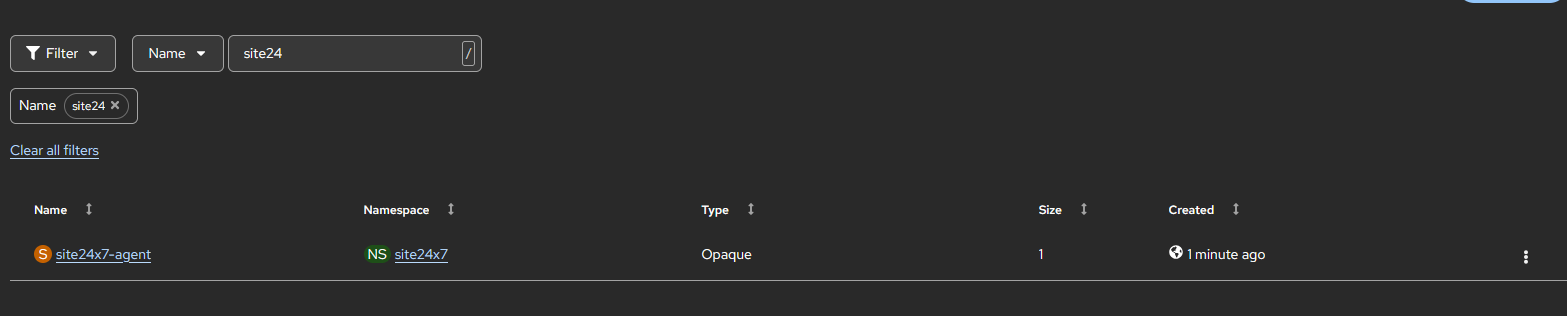 Filter Name site24 /
Name site24
Clear all filters
Name Namespace Type Size Created
S site24x7-agent NS site24x7 Opaque 1 1 minute ago